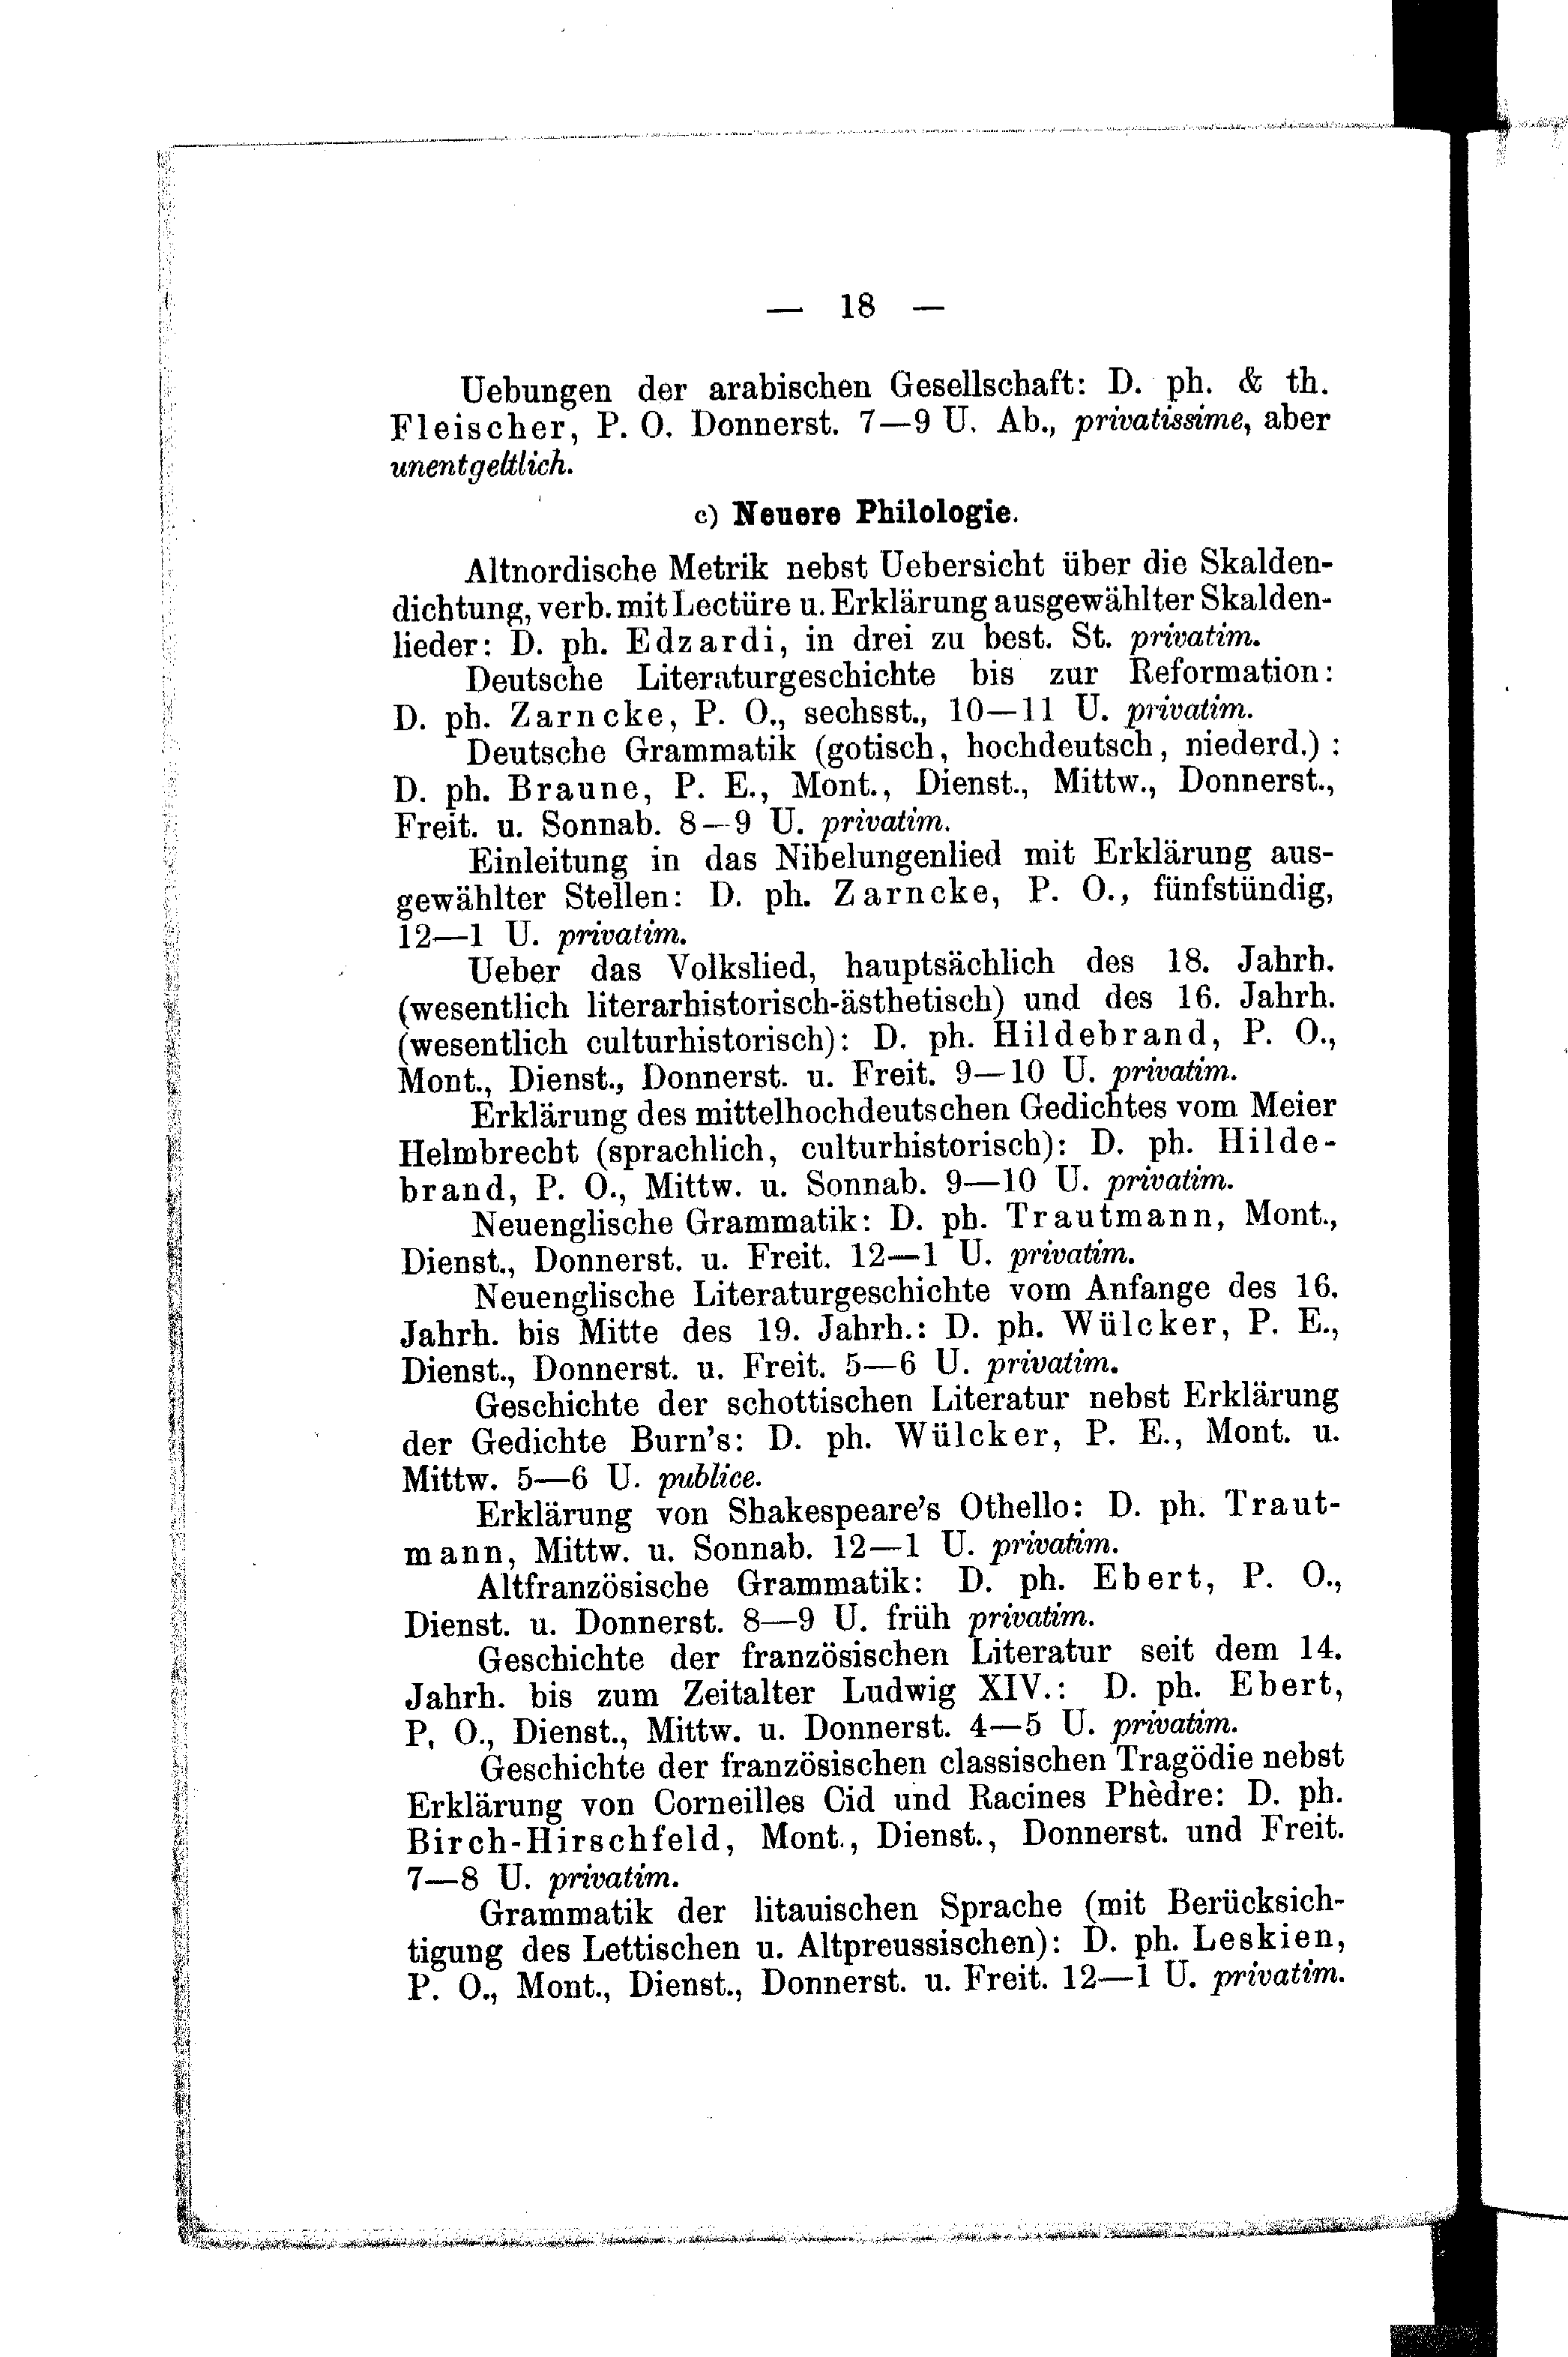 — 18 —
Uebungen der arabischen Gesellschaft: D. ph. & th.
Fleischer, P. O. Donnerst. 7—9 U. Ab., privatissime, aber
unentgeltlich.
c) Neuere Philologie.
Altnordische Metrik nebst Uebersicht über die Skalden-
dichtung, verb. mit Lectüre u. Erklärung ausgewählter Skalden-
lieder: D. ph. Edzardi, in drei zu best. St. privatim.
Deutsche Literaturgeschichte bis zur Reformation:
D. ph. Zarncke, P. O., sechsst., 10—11 U. privatim.
Deutsche Grammatik (gotisch, hochdeutsch, niederd.) :
D. ph. Braune, P. E., Mont., Dienst., Mittw., Donnerst.,
Freit. u. Sonnab. 8—9 U. privatim.
Einleitung in das Nibelungenlied mit Erklärung aus-
gewählter Stellen: D. ph. Zarncke, P. O., fünfstündig,
12—1 U. privatim.
Ueber das Volkslied, hauptsächlich des 18. Jahrh.
(wesentlich literarhistorisch-ästhetisch) und des 16. Jahrh.
(wesentlich culturhistorisch): D. ph. Hildebrand, P. O.,
Mont., Dienst., Donnerst. u. Freit. 9—10 U. privatim.
Erklärung des mittelhochdeutschen Gedichtes vom Meier
Helmbrecht (sprachlich, culturhistorisch): D. ph. Hilde-
brand, P. O., Mittw. u. Sonnab. 9—10 U. privatim.
Neuenglische Grammatik: D. ph. Trautmann, Mont.,
Dienst., Donnerst. u. Freit. 12—1 U. privatim.
Neuenglische Literaturgeschichte vom Anfange des 16.
Jahrh. bis Mitte des 19. Jahrh.: D. ph. Wülcker, P. E.,
Dienst., Donnerst. u. Freit. 5—6 U. privatim.
Geschichte der schottischen Literatur nebst Erklärung
der Gedichte Burn's: D. ph. Wülcker, P. E., Mont. u.
Mittw. 5—6 U. publice.
Erklärung von Shakespeare's Othello: D. ph. Traut-
mann, Mittw. u. Sonnab. 12—1 U. privatim.
Altfranzösische Grammatik: D. ph. Ebert, P. O.,
Dienst. u. Donnerst. 8—9 U. früh privatim.
Geschichte der französischen Literatur seit dem 14.
Jahrh. bis zum Zeitalter Ludwig XIV.: D. ph. Ebert,
P. O., Dienst., Mittw. u. Donnerst. 4—5 U. privatim.
Geschichte der französischen classischen Tragödie nebst
Erklärung von Corneilles Cid und Racines Phèdre: D. ph.
Birch-Hirschfeld, Mont., Dienst., Donnerst. und Freit.
7—8 U. privatim.
Grammatik der litauischen Sprache (mit Berücksich-
tigung des Lettischen u. Altpreussischen): D. ph. Leskien,
P. O., Mont., Dienst., Donnerst. u. Freit. 12—1 U. privatim.